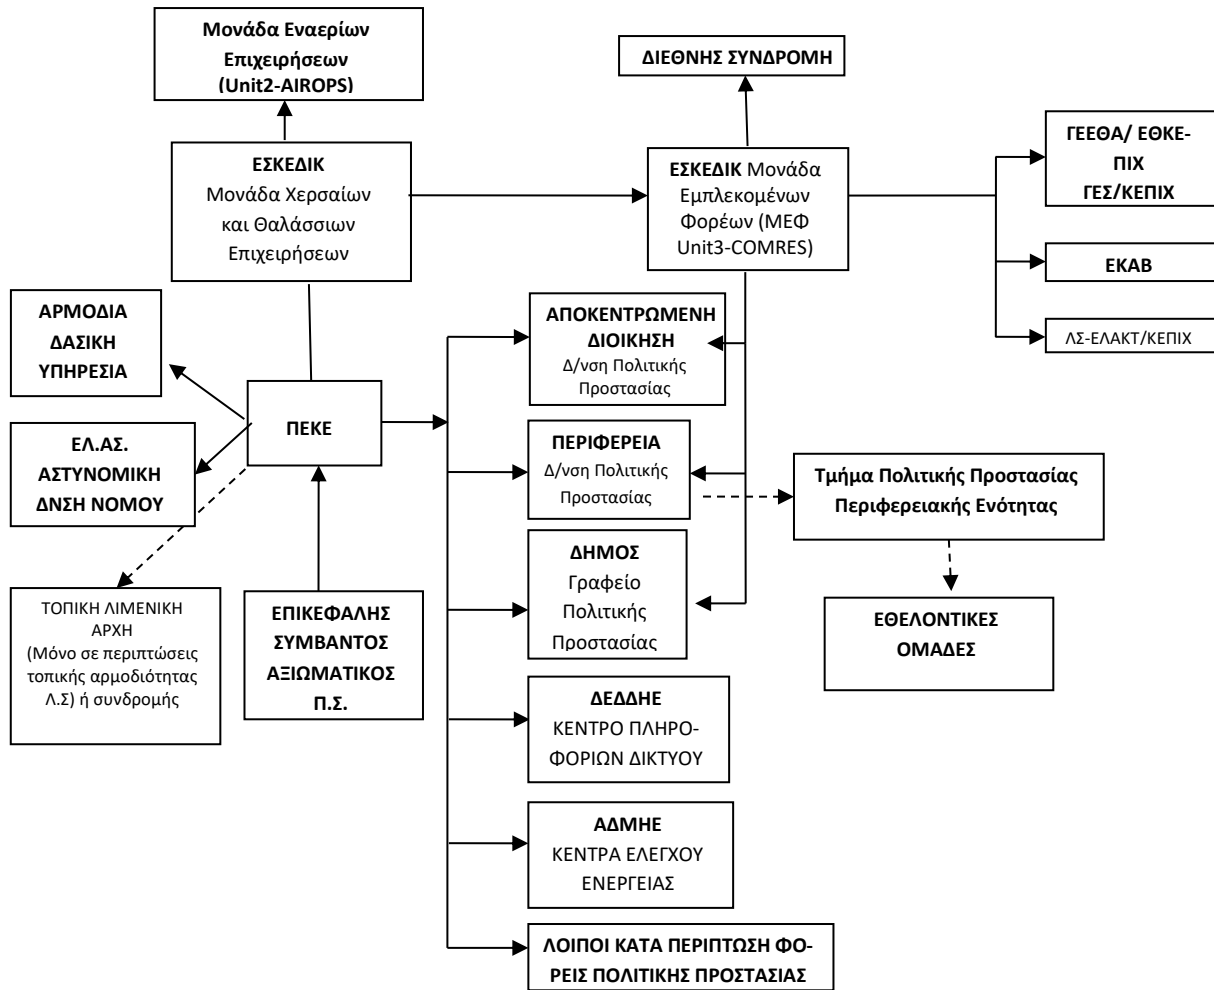 Μονάδα Εναερίων
Επιχειρήσεων
(Unit2-AIROPS)
ΔΙΕΘΝΗΣ ΣΥΝΔΡΟΜΗ
ΕΣΚΕΔΙΚ
Μονάδα Χερσαίων
και Θαλάσσιων
Επιχειρήσεων
ΕΣΚΕΔΙΚ Μονάδα
Εμπλεκομένων
Φορέων (ΜΕΦ
Unit3-COMRES)
ΓΕΕΘΑ/ ΕΘΚΕ-
ΠΙΧ
ΓΕΣ/ΚΕΠΙΧ
ΕΚΑΒ
ΛΣ-ΕΛΑΚΤ/ΚΕΠΙΧ
ΑΡΜΟΔΙΑ
ΔΑΣΙΚΗ
ΥΠΗΡΕΣΙΑ
ΕΛ.ΑΣ.
ΑΣΤΥΝΟΜΙΚΗ
ΔΝΣΗ ΝΟΜΟΥ
ΠΕΚΕ
ΑΠΟΚΕΝΤΡΩΜΕΝΗ
ΔΙΟΙΚΗΣΗ
Δ/νση Πολιτικής
Προστασίας
ΠΕΡΙΦΕΡΕΙΑ
Δ/νση Πολιτικής
Προστασίας
Τμήμα Πολιτικής Προστασίας
Περιφερειακής Ενότητας
ΔΗΜΟΣ
Γραφείο
Πολιτικής
Προστασίας
ΕΘΕΛΟΝΤΙΚΕΣ
ΟΜΑΔΕΣ
ΤΟΠΙΚΗ ΛΙΜΕΝΙΚΗ
ΑΡΧΗ
(Μόνο σε περιπτώσεις
τοπικής αρμοδιότητας
Λ.Σ) ή συνδρομής
ΕΠΙΚΕΦΑΛΗΣ
ΣΥΜΒΑΝΤΟΣ
ΑΞΙΩΜΑΤΙΚΟΣ
Π.Σ.
ΔΕΔΔΗΕ
ΚΕΝΤΡΟ ΠΛΗΡΟ-
ΦΟΡΙΩΝ ΔΙΚΤΥΟΥ
ΑΔΜΗΕ
ΚΕΝΤΡΑ ΕΛΕΓΧΟΥ
ΕΝΕΡΓΕΙΑΣ
ΛΟΙΠΟΙ ΚΑΤΑ ΠΕΡΙΠΤΩΣΗ ΦΟ-
ΡΕΙΣ ΠΟΛΙΤΙΚΗΣ ΠΡΟΣΤΑΣΙΑΣ